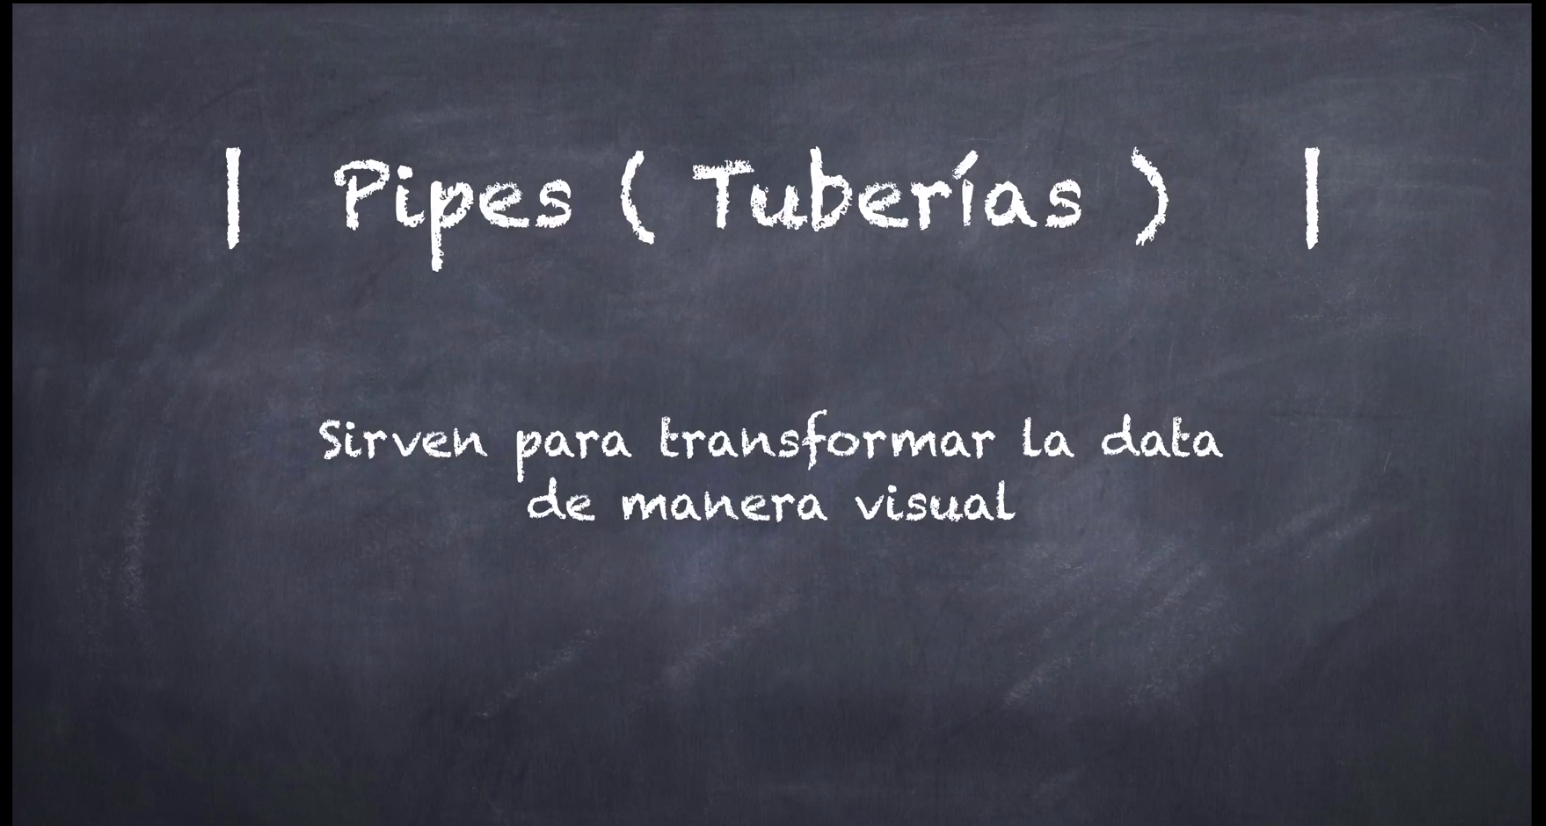 | Pipes ( Tuberías ) |
Sirven para transformar la data
de manera visual